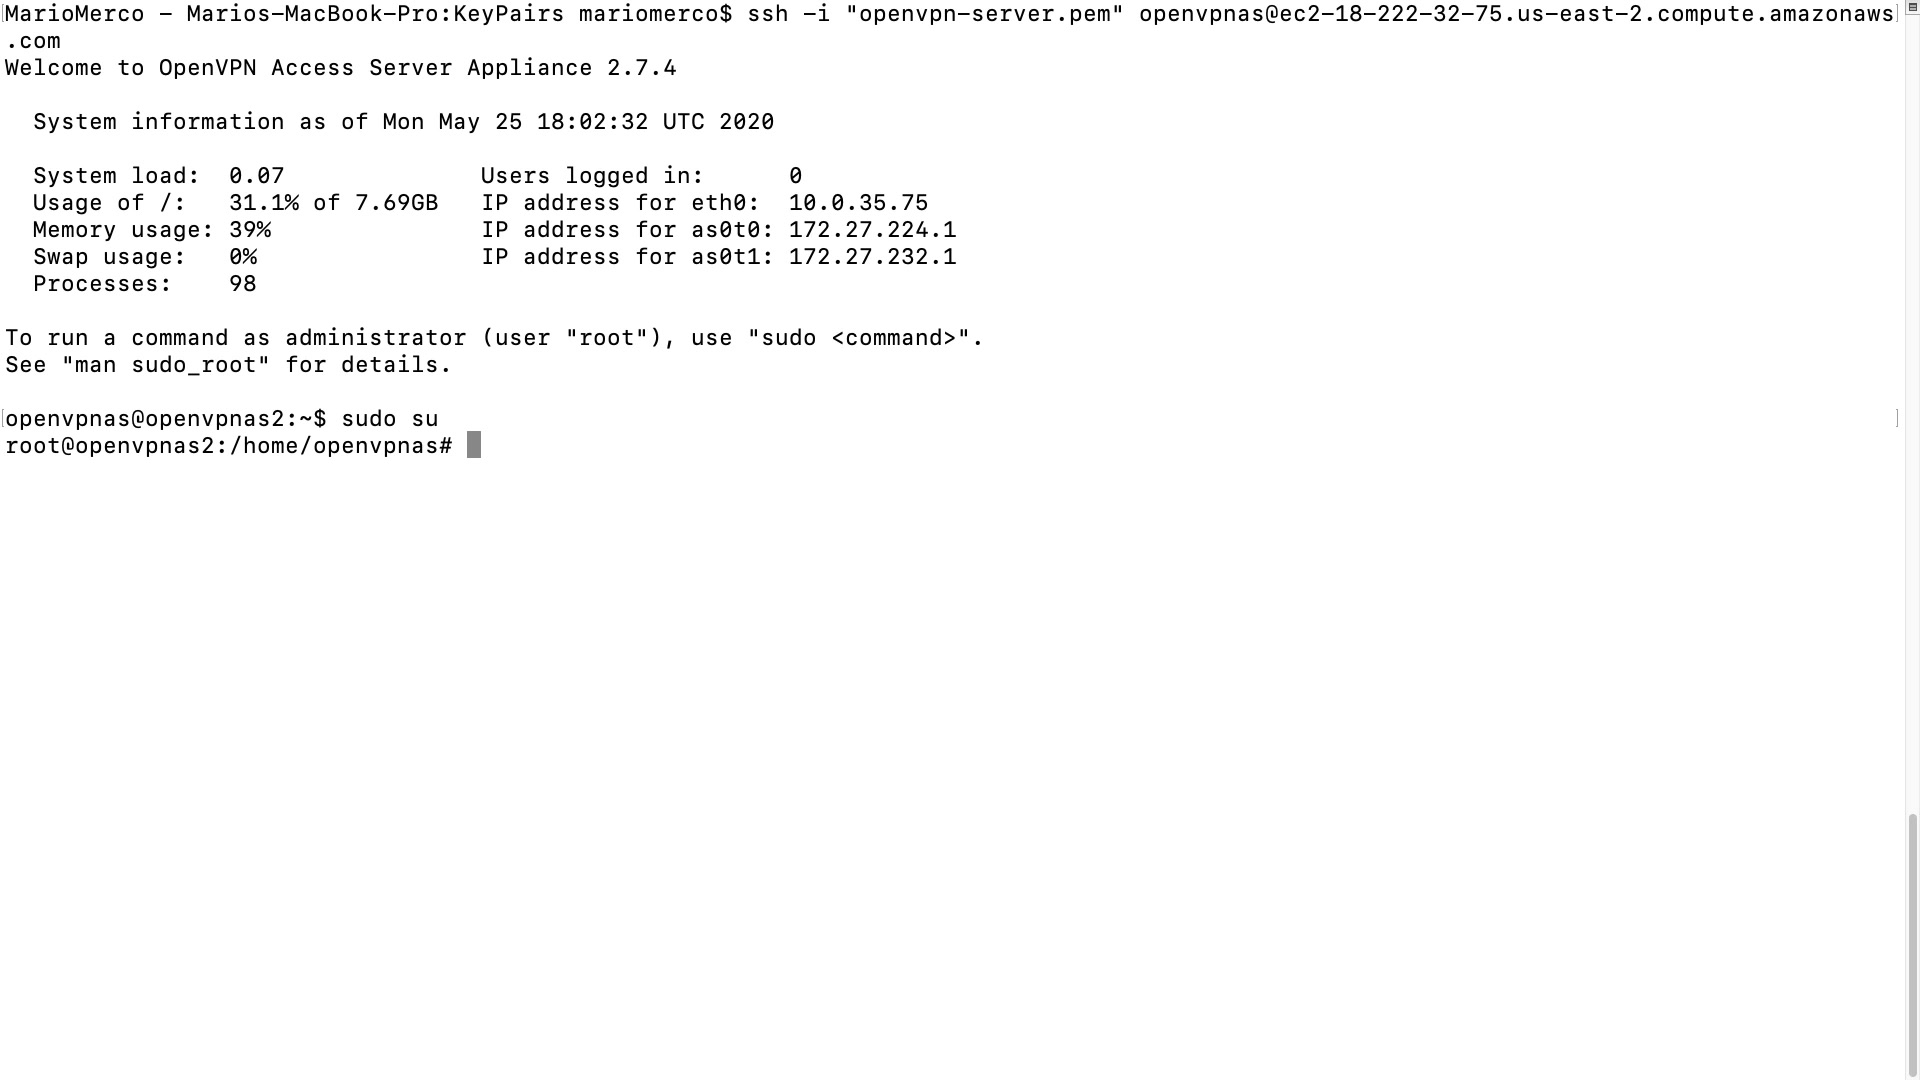 MarioMerco — Marios-MacBook-Pro:KeyPairs mariomerco$ ssh -i "openvpn-server.pem" openvpnas@ec2-18-222-32-75.us-east-2.compute.amazonaws
.com
Welcome to OpenVPN Access Server Appliance 2.7.4
System information as of Mon May 25 18:02:32 UTC 2020
System load:  0.07              Users logged in:      0
Usage of /:   31.1% of 7.69GB   IP address for eth0:  10.0.35.75
Memory usage: 39%               IP address for as0t0: 172.27.224.1
Swap usage:   0%                IP address for as0t1: 172.27.232.1
Processes:    98
To run a command as administrator (user "root"), use "sudo <command>".
See "man sudo_root" for details.
openvpnas@openvpnas2:~$ sudo su
root@openvpnas2:/home/openvpnas#